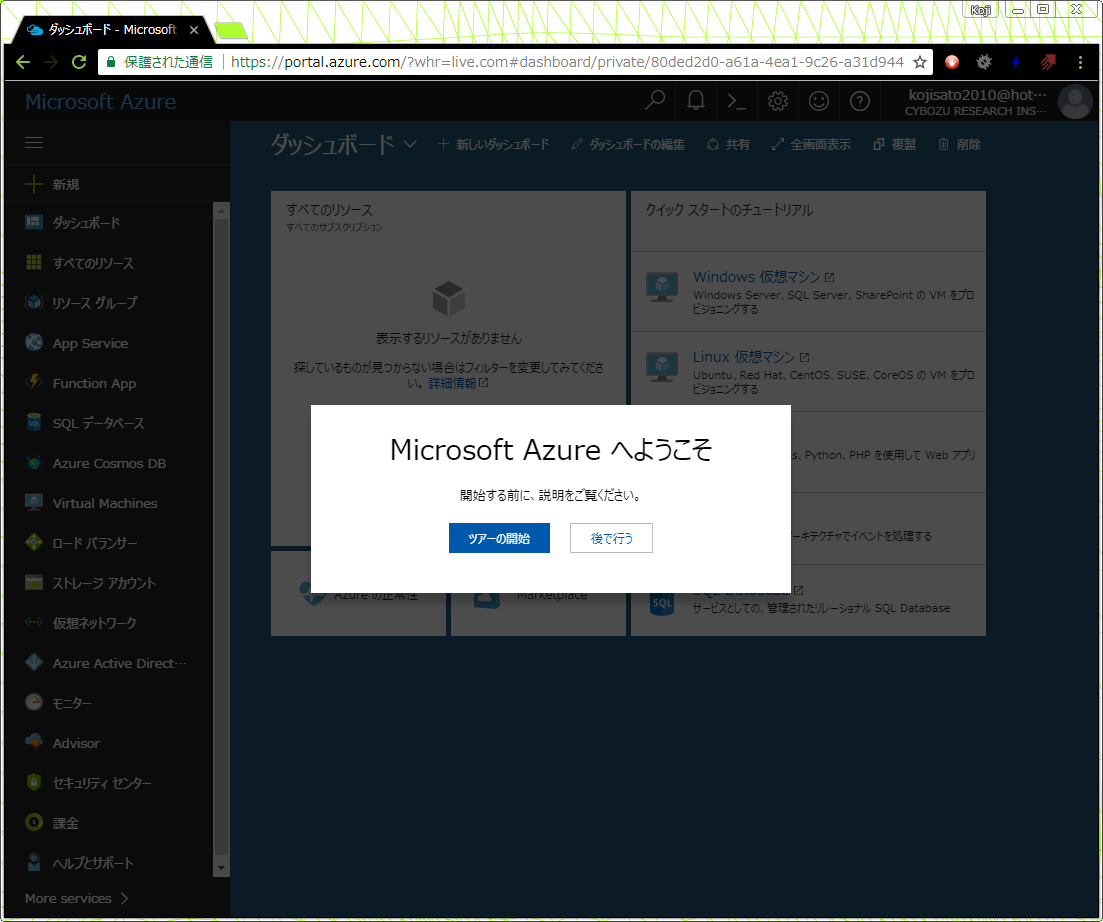 Koji
ダッシュボード - Microsoft
保護された通信
https://portal.azure.com/?whr=live.com#dashboard/private/80ded2d0-a61a-4ea1-9c26-a31d944
Microsoft Azure
kojisato2010@hot…
CYBOZU RESEARCH INS…
ダッシュボード
新しいダッシュボード
ダッシュボードの編集
共有
全画面表示
複製
削除
新規
ダッシュボード
すべてのリソース
リソース グループ
App Service
Function App
SQL データベース
Azure Cosmos DB
Virtual Machines
ロード バランサー
ストレージ アカウント
仮想ネットワーク
Azure Active Direct…
モニター
Advisor
セキュリティ センター
課金
ヘルプとサポート
More services
すべてのリソース
すべてのサブスクリプション
表示するリソースがありません
探しているものが見つからない場合はフィルターを変更してみてくださ
い。詳細情報
クイック スタートのチュートリアル
Windows 仮想マシン
Windows Server、SQL Server、SharePoint の VM をプロ
ビジョニングする
Linux 仮想マシン
Ubuntu、Red Hat、CentOS、SUSE、CoreOS の VM をプロ
ビジョニングする
s、Python、PHP を使用して Web アプリ
ーキテクチャでイベントを処理する
SQL Database
SQL
サービスとしての、管理されたリレーショナル SQL Database
Azure の正常性
Marketplace
Microsoft Azure へようこそ
開始する前に、説明をご覧ください。
ツアーの開始
後で行う